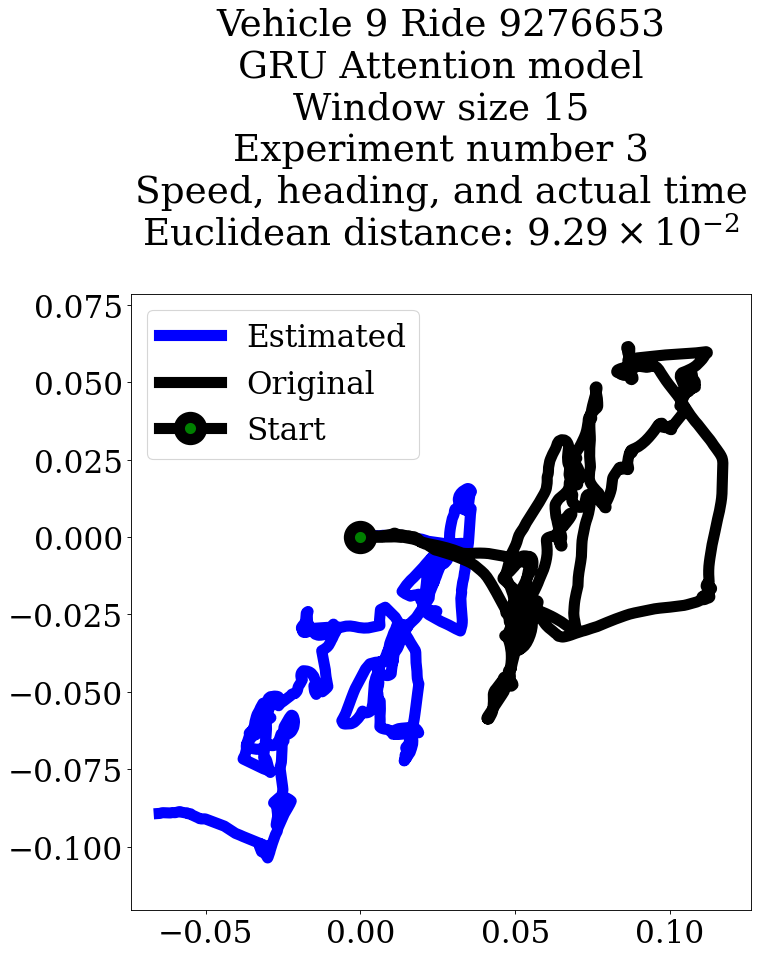 Vehicle 9 Ride 9276653
GRU Attention model
Window size 15
Experiment number 3
Speed, heading, and actual time
Euclidean distance: 9.29 × 10⁻²
Estimated
Original
Start
0.075
0.050
0.025
0.000
−0.025
−0.050
−0.075
−0.100
−0.05
0.00
0.05
0.10